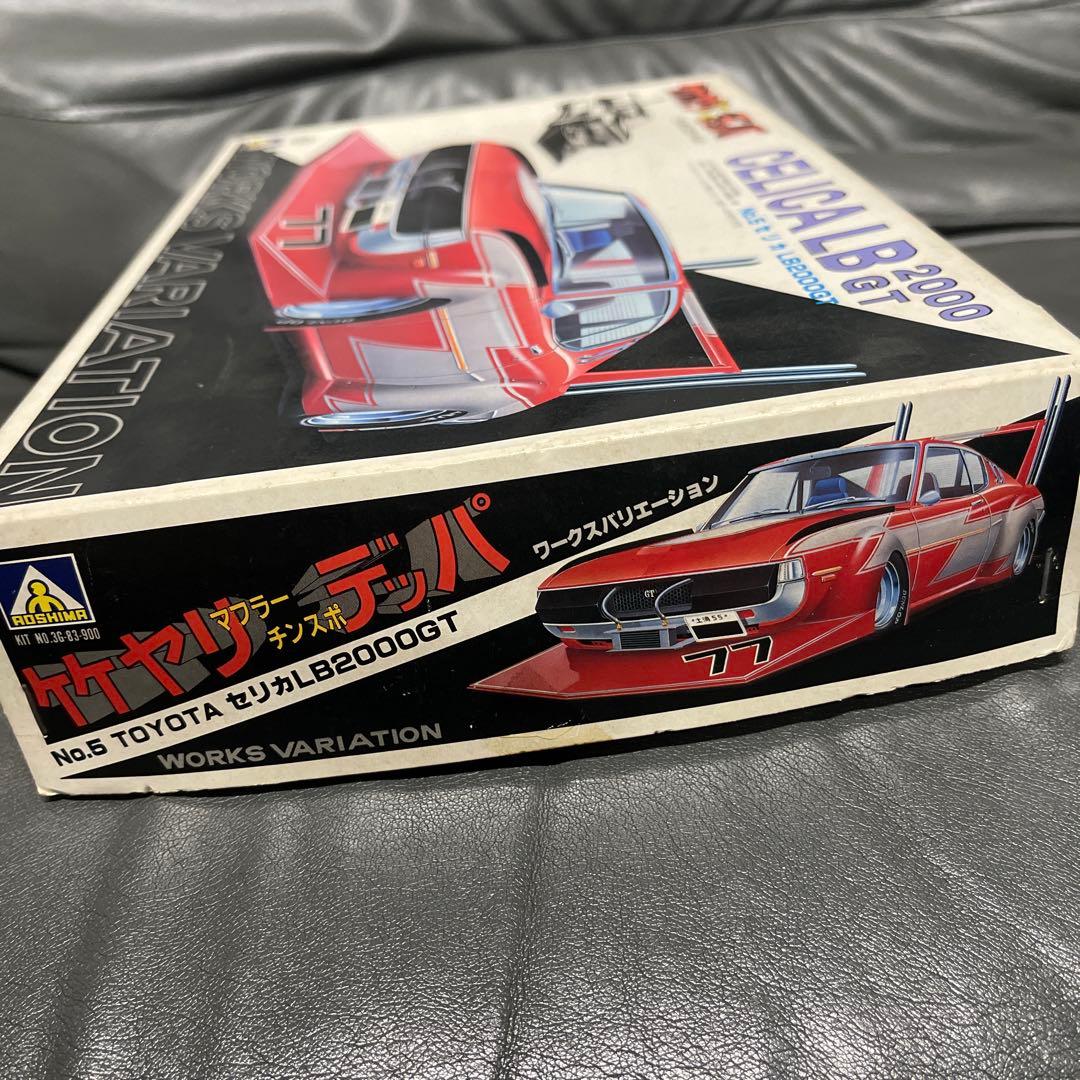 CELICA LB 2000 GT
No.5 セリカ LB2000GT
WORKS VARIATION
77
AOSHIMA
KIT NO.36-83-900
竹ヤリ マフラー
チンスポ デッパ
No.5 TOYOTA セリカLB2000GT
WORKS VARIATION
ワークスバリエーション
GT
77